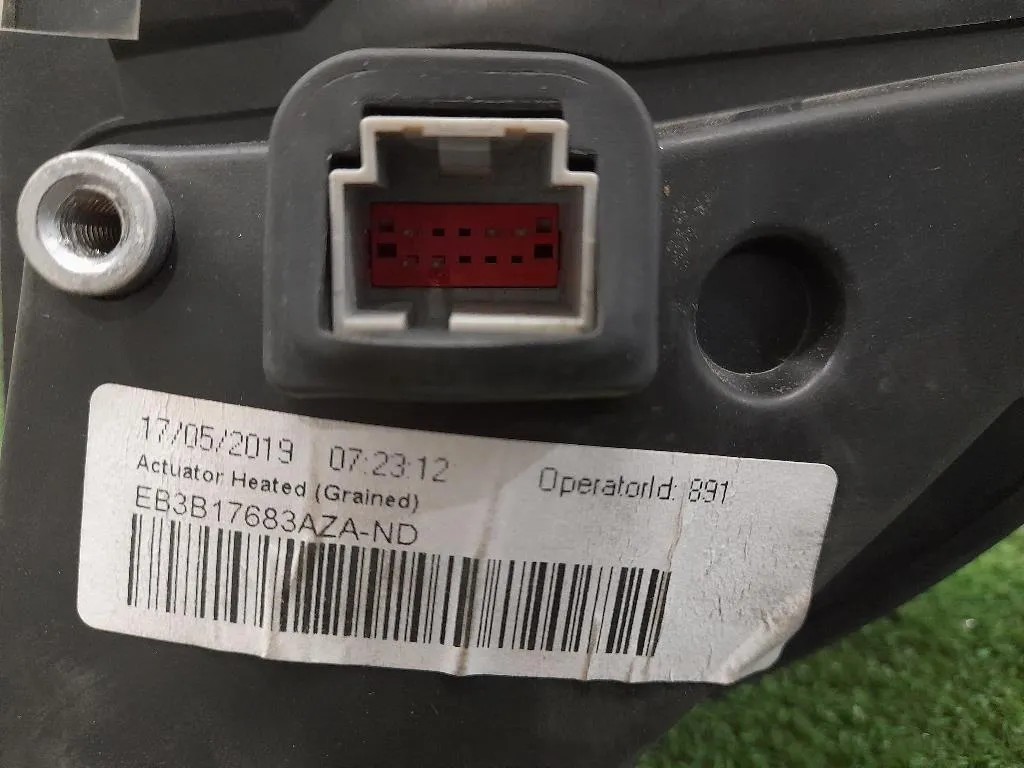 17/05/2019 07:23:12 OperatorId: 891
Actuator Heated (Grained)
EB3B17683AZA-ND